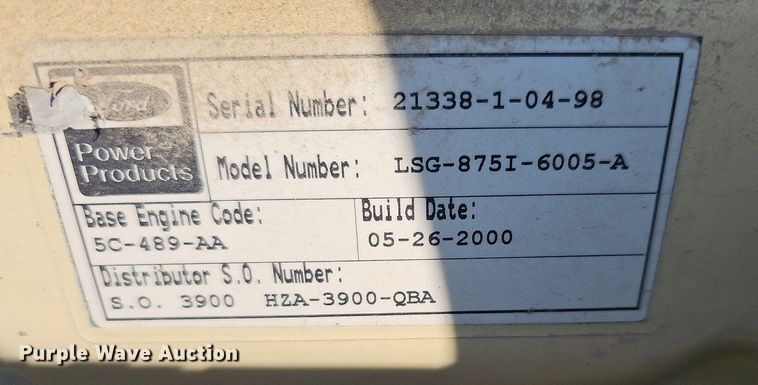 Ford
Power
Products
Serial Number: 21338-1-04-98
Model Number: LSG-875I-6005-A
Base Engine Code:
5C-489-AA
Build Date:
05-26-2000
Distributor S.O. Number:
S.O. 3900 HZA-3900-QBA
Purple Wave Auction